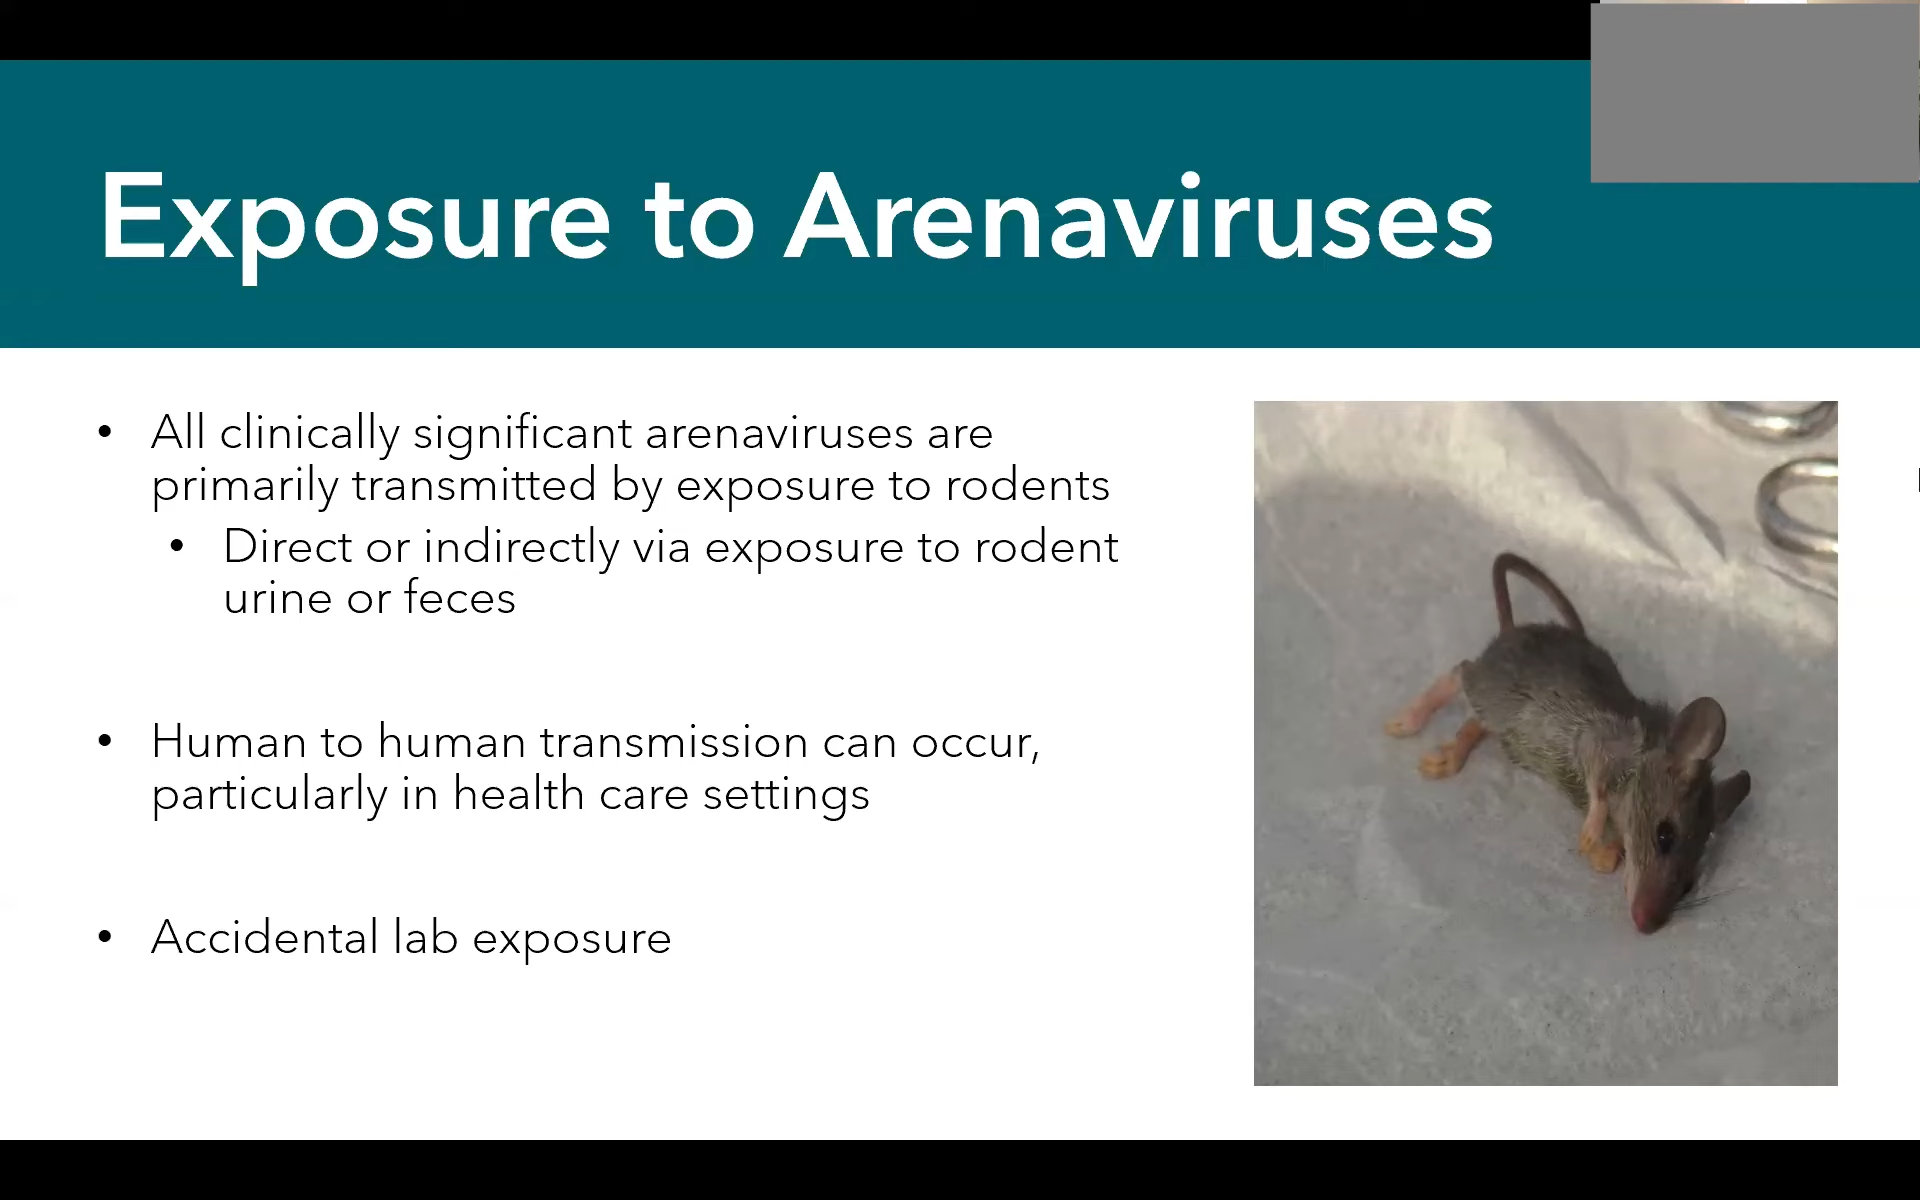 Exposure to Arenaviruses
• All clinically significant arenaviruses are
primarily transmitted by exposure to rodents
• Direct or indirectly via exposure to rodent
urine or feces
• Human to human transmission can occur,
particularly in health care settings
• Accidental lab exposure